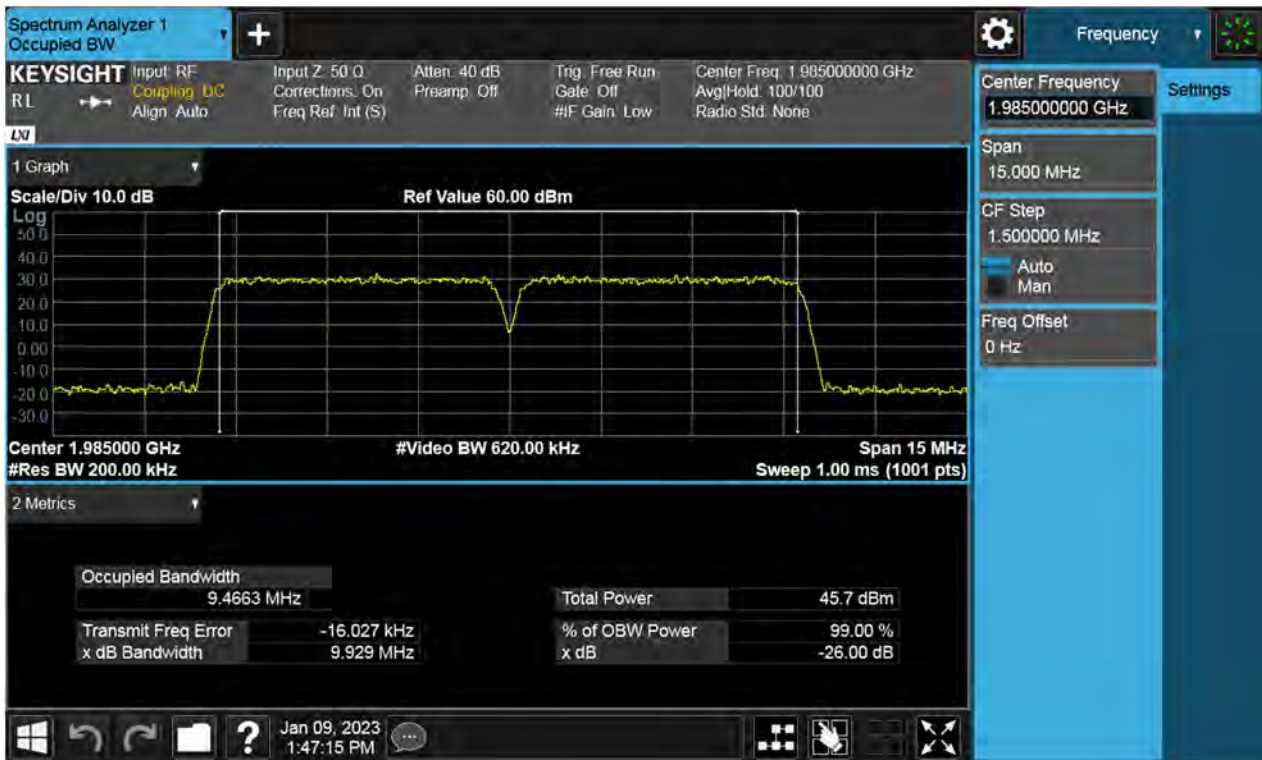 Spectrum Analyzer 1
Occupied BW
+
Frequency
KEYSIGHT
RL
LXI
Input: RF
Coupling: DC
Align: Auto
Input Z: 50 Ω
Corrections: On
Freq Ref: Int (S)
Atten: 40 dB
Preamp: Off
Trig: Free Run
Gate: Off
#IF Gain: Low
Center Freq: 1.985000000 GHz
Avg|Hold: 100/100
Radio Std: None
Center Frequency
1.985000000 GHz
Settings
Span
15.000 MHz
CF Step
1.500000 MHz
Auto
Man
Freq Offset
0 Hz
1 Graph
Scale/Div 10.0 dB
Ref Value 60.00 dBm
Log
50.0
40.0
30.0
20.0
10.0
0.00
-10.0
-20.0
-30.0
Center 1.985000 GHz
#Video BW 620.00 kHz
Span 15 MHz
#Res BW 200.00 kHz
Sweep 1.00 ms (1001 pts)
2 Metrics
Occupied Bandwidth
9.4663 MHz
Total Power 45.7 dBm
Transmit Freq Error -16.027 kHz
% of OBW Power 99.00 %
x dB Bandwidth 9.929 MHz
x dB -26.00 dB
?
Jan 09, 2023
1:47:15 PM